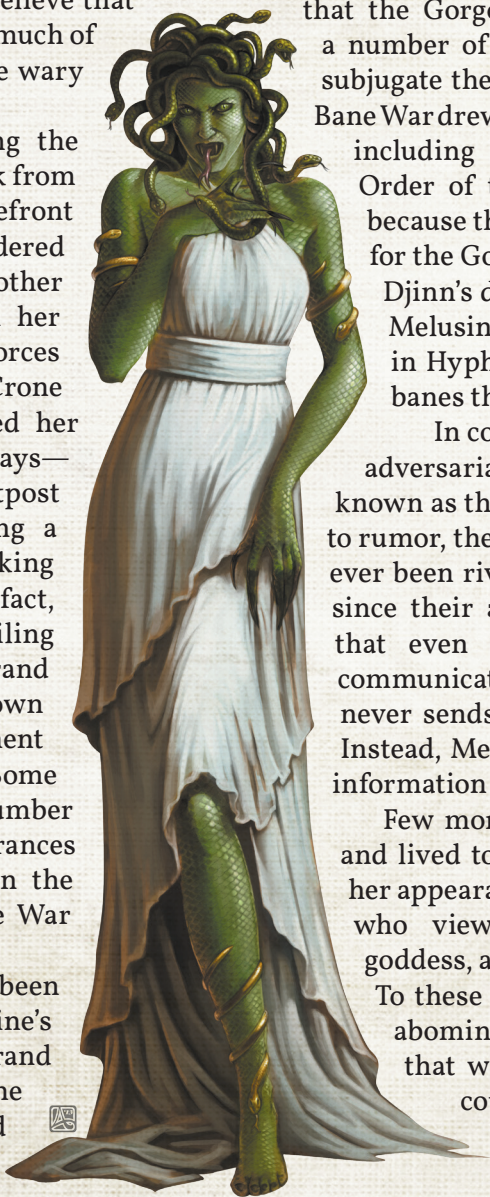 elieve that
much of
e wary
ng the
k from
efront
dered
other
her
orces
Crone
ed her
ays—
tpost
ng a
king
fact,
iling
rand
own
ment
Some
umber
rances
n the
e War
been
ine's
rand
he
d
that the Gorg
a number of
subjugate the
Bane War drew
including
Order of
because th
for the Go
Djinn's d
Melusin
in Hyph
banes th
In co
adversaria
known as th
to rumor, the
ever been riv
since their a
that even
communicat
never sends
Instead, Me
information
Few mor
and lived to
her appeara
who view
goddess, a
To these
abomin
that w
co